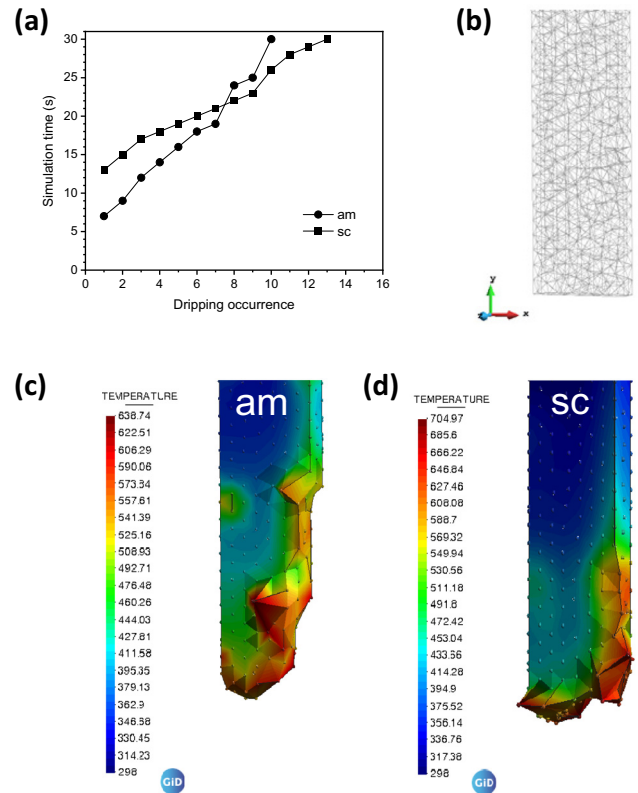 (a)
30
25
20
15
10
5
0
Simulation time (s)
am
sc
0 2 4 6 8 10 12 14 16
Dripping occurrence
(b)
y
x
z
(c)
TEMPERATURE
638.74
622.51
606.29
590.06
573.84
557.61
541.39
525.16
508.93
492.71
476.48
460.26
444.03
427.81
411.58
395.35
379.13
362.9
346.68
330.45
314.23
298
am
GiD
(d)
TEMPERATURE
704.97
685.6
666.22
646.84
627.46
608.08
588.7
569.32
549.94
530.56
511.18
491.8
472.42
453.04
433.66
414.28
394.9
375.52
356.14
336.76
317.38
298
sc
GiD